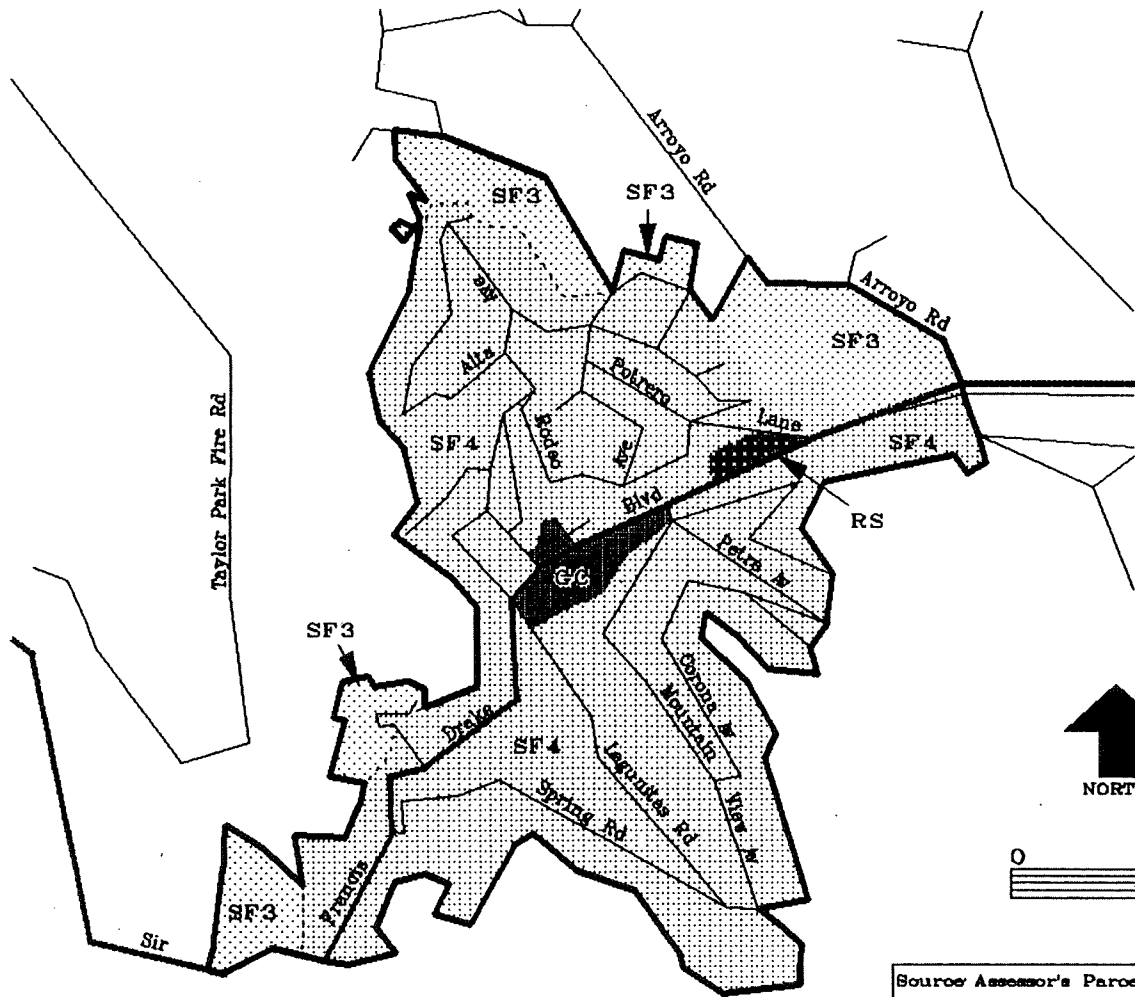 Arroyo Rd
SF3
SF3
Arroyo Rd
Ave
SF3
Alta
Potrero
Taylor Park Fire Rd
Lane
Rodeo
Ave
SF4
SF4
Blvd
RS
Petra Av
GC
SF3
Corona Av
Mountain
Drake
SF4
Lagunitas Rd
NORT
Spring Rd
View Av
0
Francis
SF3
Sir
Source Assessor's Parce